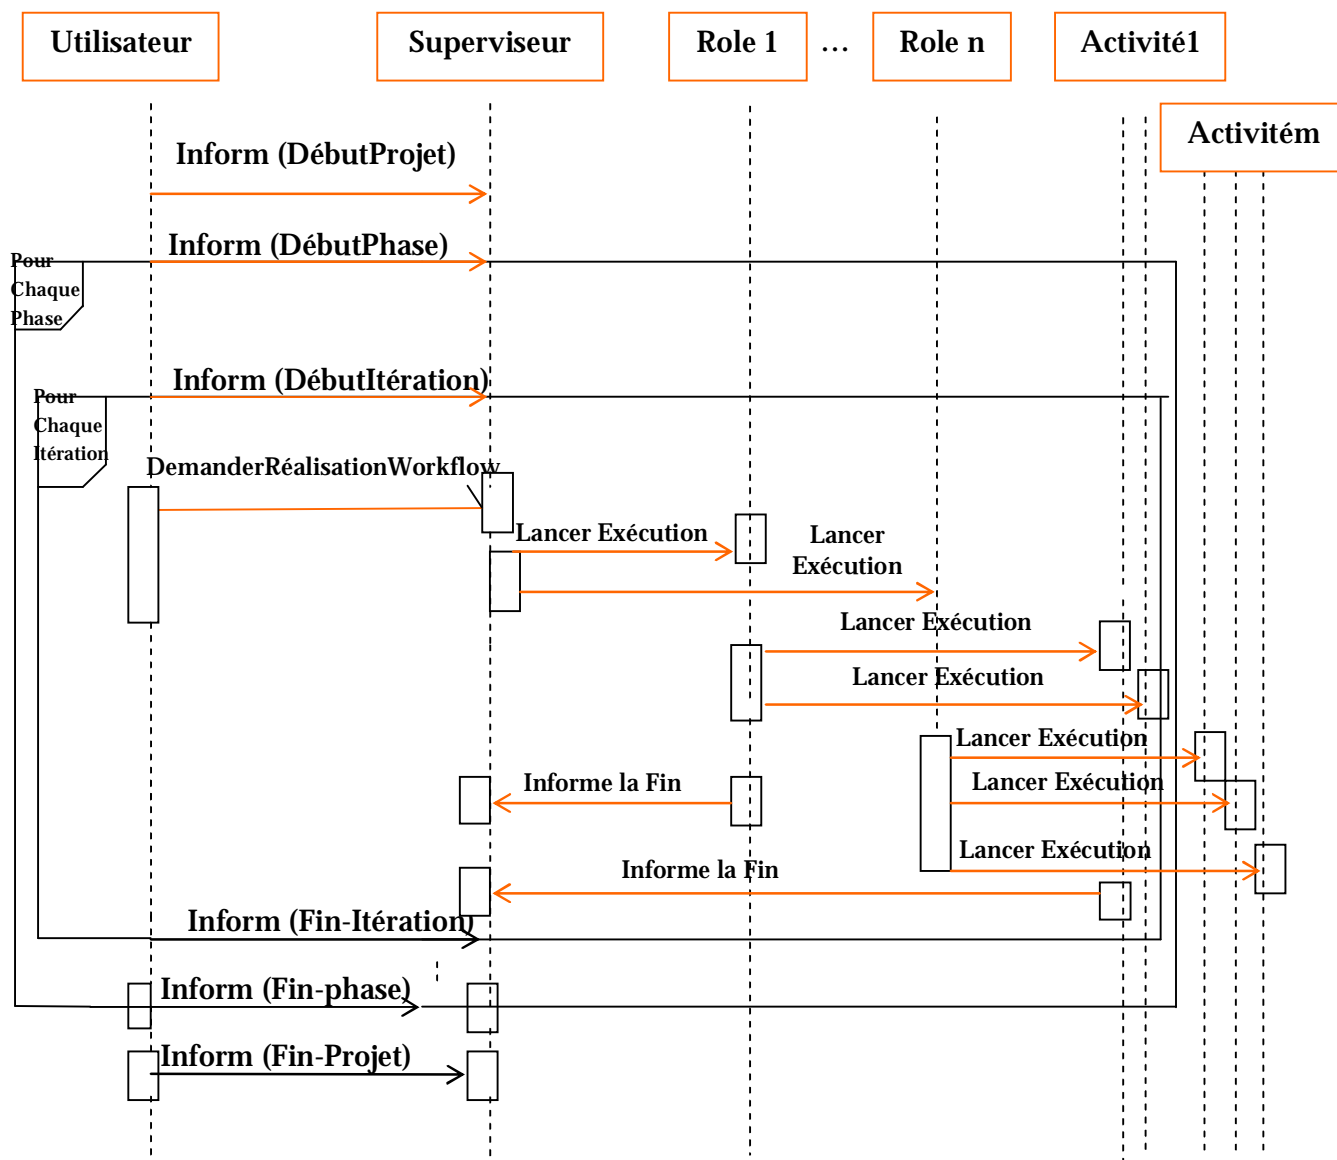 Utilisateur
Superviseur
Role 1
...
Role n
Activité1
Activitém
Inform (DébutProjet)
Inform (DébutPhase)
Pour
Chaque
Phase
Inform (DébutItération)
Pour
Chaque
Itération
DemanderRéalisationWorkflow
Lancer Exécution
Lancer
Exécution
Lancer Exécution
Lancer Exécution
Lancer Exécution
Informe la Fin
Lancer Exécution
Lancer Exécution
Informe la Fin
Inform (Fin-Itération)
Inform (Fin-phase)
Inform (Fin-Projet)